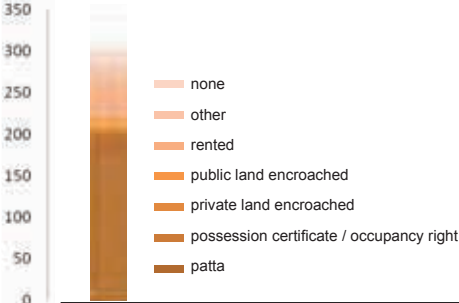 350
300
250
200
150
100
50
0
none
other
rented
public land encroached
private land encroached
possession certificate / occupancy right
patta